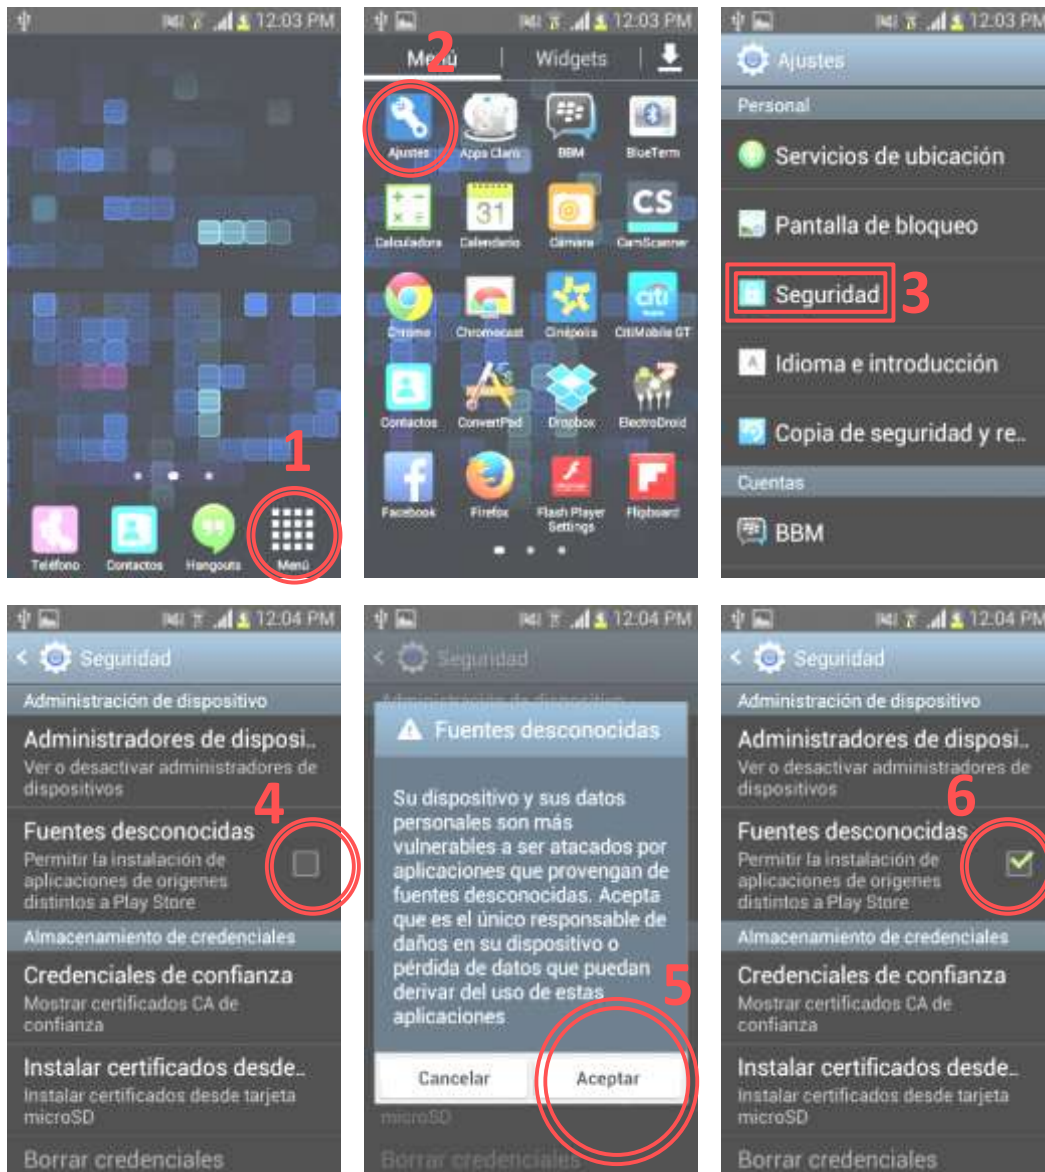 12:03 PM
1
Teléfono Contactos Hangouts Menú
12:03 PM
2
Menú Widgets
Ajustes Apps Claro BBM BlueTerm
31
CS
Calculadora Calendario Cámara CamScanner
citi
Chrome Chromecast Cinépolis CitiMobile GT
Contactos ConvertPad Dropbox ElectroDroid
Facebook Firefox Flash Player Settings Flipboard
12:03 PM
Ajustes
Personal
Servicios de ubicación
Pantalla de bloqueo
Seguridad 3
A Idioma e introducción
Copia de seguridad y re..
Cuentas
BBM
12:04 PM
Seguridad
Administración de dispositivo
Administradores de disposi..
Ver o desactivar administradores de
dispositivos
4
Fuentes desconocidas
Permitir la instalación de
aplicaciones de origenes
distintos a Play Store
Almacenamiento de credenciales
Credenciales de confianza
Mostrar certificados CA de
confianza
Instalar certificados desde..
Instalar certificados desde tarjeta
microSD
Borrar credenciales
12:04 PM
Seguridad
Fuentes desconocidas
Su dispositivo y sus datos
personales son más
vulnerables a ser atacados por
aplicaciones que provengan de
fuentes desconocidas. Acepta
que es el único responsable de
daños en su dispositivo o
pérdida de datos que puedan
derivar del uso de estas
aplicaciones
5
Cancelar Aceptar
microSD
Borrar credenciales
12:04 PM
Seguridad
Administración de dispositivo
Administradores de disposi..
Ver o desactivar administradores de
dispositivos
6
Fuentes desconocidas
Permitir la instalación de
aplicaciones de origenes
distintos a Play Store
Almacenamiento de credenciales
Credenciales de confianza
Mostrar certificados CA de
confianza
Instalar certificados desde..
Instalar certificados desde tarjeta
microSD
Borrar credenciales